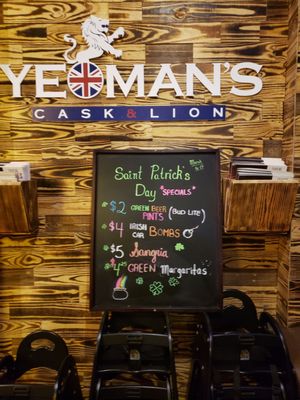 YEOMAN'S
CASK & LION
Saint Patrick's
Day *SPECIALS*
$2 GREEN BEER
PINTS (BUD LITE)
$4 IRISH
CAR BOMBS
$5 Sangria
$4.25 GREEN Margaritas